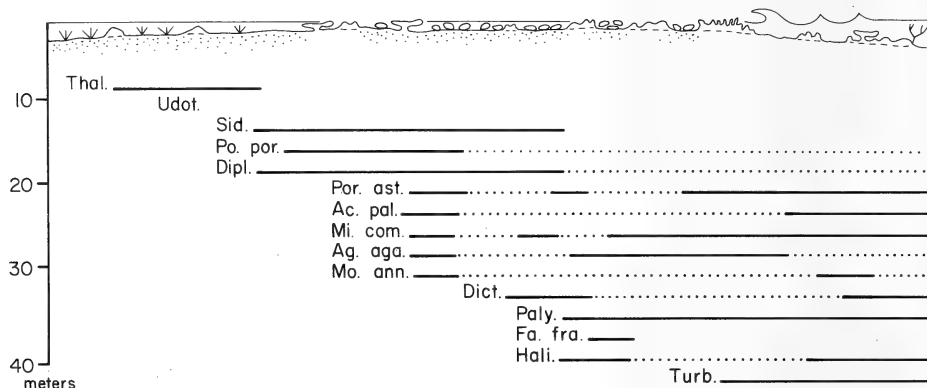 Thal.
10
Udot.
Sid.
Po. por.
Dipl.
20
Por. ast.
Ac. pal.
Mi. com.
Ag. aga.
30
Mo. ann.
Dict.
Paly.
Fa. fra.
Hali.
40
Turb.
meters